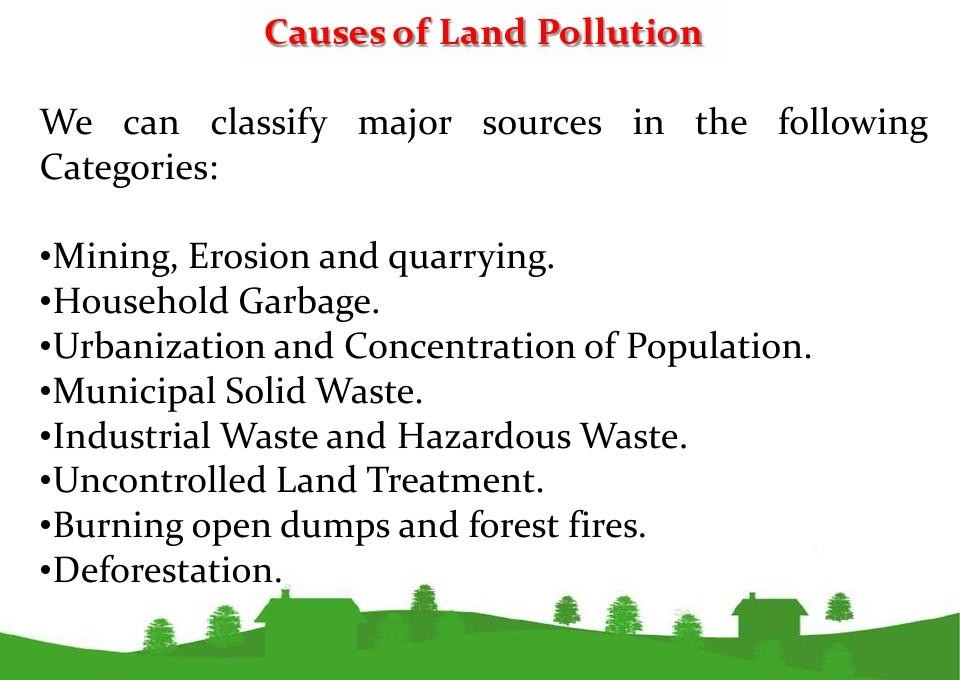 Causes of Land Pollution
We can classify major sources in the following
Categories:
•Mining, Erosion and quarrying.
•Household Garbage.
•Urbanization and Concentration of Population.
•Municipal Solid Waste.
•Industrial Waste and Hazardous Waste.
•Uncontrolled Land Treatment.
•Burning open dumps and forest fires.
•Deforestation.